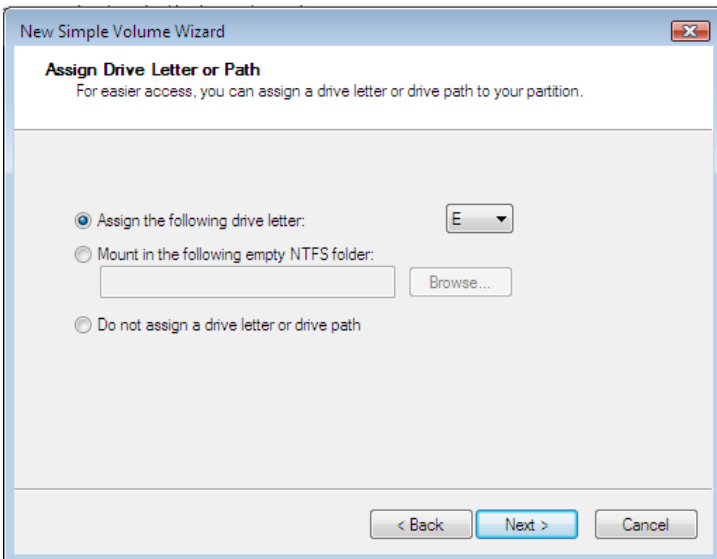 New Simple Volume Wizard
Assign Drive Letter or Path
For easier access, you can assign a drive letter or drive path to your partition.
Assign the following drive letter: E
Mount in the following empty NTFS folder:
Browse...
Do not assign a drive letter or drive path
< Back Next > Cancel